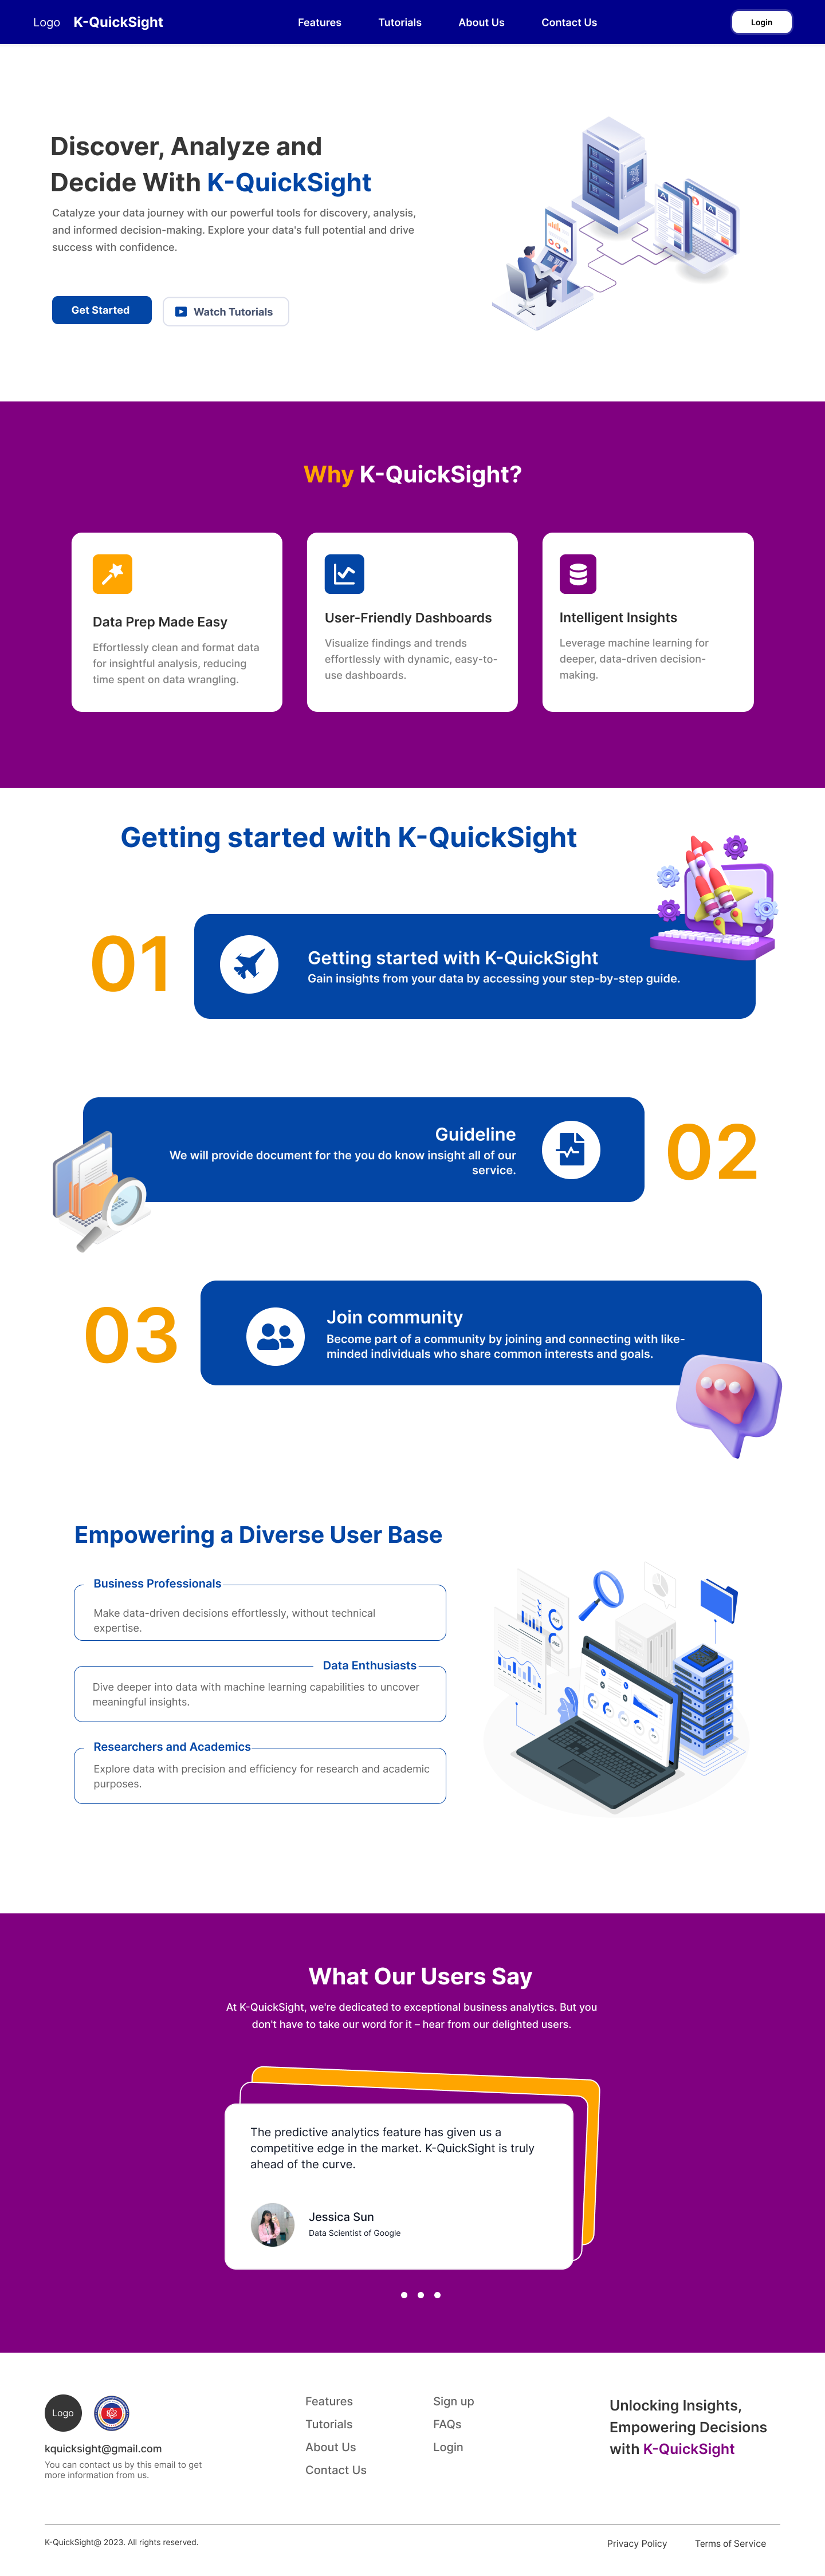 Logo K-QuickSight Features Tutorials About Us Contact Us Login
Discover, Analyze and
Decide With K-QuickSight
Catalyze your data journey with our powerful tools for discovery, analysis,
and informed decision-making. Explore your data's full potential and drive
success with confidence.
Get Started Watch Tutorials
Why K-QuickSight?
Data Prep Made Easy
Effortlessly clean and format data
for insightful analysis, reducing
time spent on data wrangling.
User-Friendly Dashboards
Visualize findings and trends
effortlessly with dynamic, easy-to-
use dashboards.
Intelligent Insights
Leverage machine learning for
deeper, data-driven decision-
making.
Getting started with K-QuickSight
01
Getting started with K-QuickSight
Gain insights from your data by accessing your step-by-step guide.
Guideline
We will provide document for the you do know insight all of our
service.
02
03
Join community
Become part of a community by joining and connecting with like-
minded individuals who share common interests and goals.
Empowering a Diverse User Base
Business Professionals
Make data-driven decisions effortlessly, without technical
expertise.
Data Enthusiasts
Dive deeper into data with machine learning capabilities to uncover
meaningful insights.
Researchers and Academics
Explore data with precision and efficiency for research and academic
purposes.
What Our Users Say
At K-QuickSight, we're dedicated to exceptional business analytics. But you
don't have to take our word for it – hear from our delighted users.
The predictive analytics feature has given us a
competitive edge in the market. K-QuickSight is truly
ahead of the curve.
Jessica Sun
Data Scientist of Google
Logo
kquicksight@gmail.com
You can contact us by this email to get
more information from us.
Features
Tutorials
About Us
Contact Us
Sign up
FAQs
Login
Unlocking Insights,
Empowering Decisions
with K-QuickSight
K-QuickSight@ 2023. All rights reserved.
Privacy Policy Terms of Service